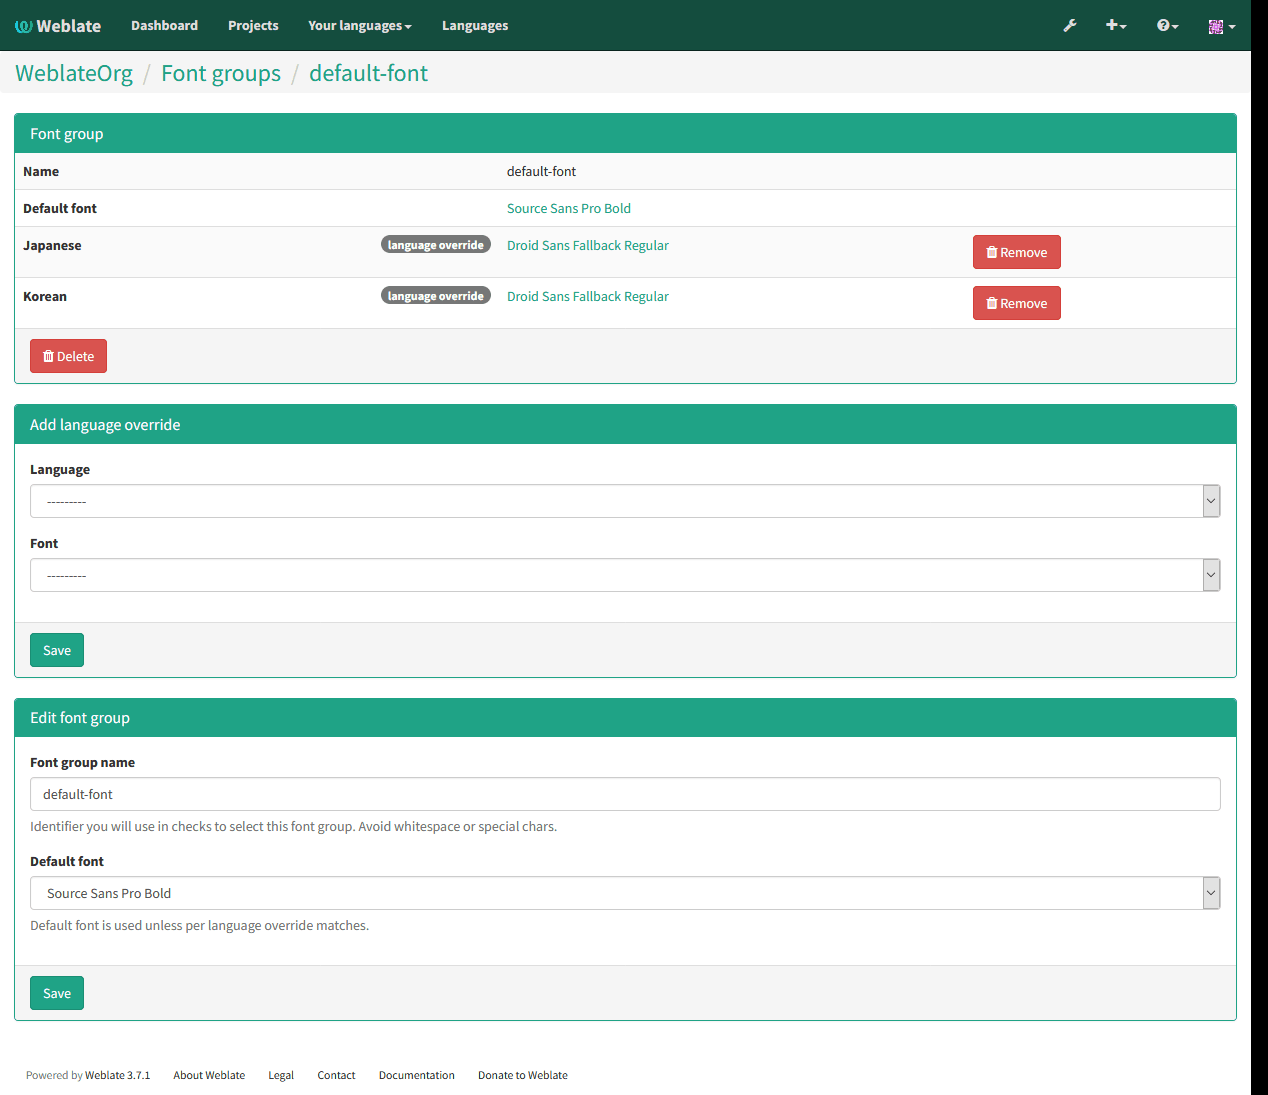 Weblate Dashboard Projects Your languages Languages
WeblateOrg / Font groups / default-font
Font group
Name default-font
Default font Source Sans Pro Bold
Japanese language override Droid Sans Fallback Regular Remove
Korean language override Droid Sans Fallback Regular Remove
Delete
Add language override
Language
---------
Font
---------
Save
Edit font group
Font group name
default-font
Identifier you will use in checks to select this font group. Avoid whitespace or special chars.
Default font
Source Sans Pro Bold
Default font is used unless per language override matches.
Save
Powered by Weblate 3.7.1 About Weblate Legal Contact Documentation Donate to Weblate